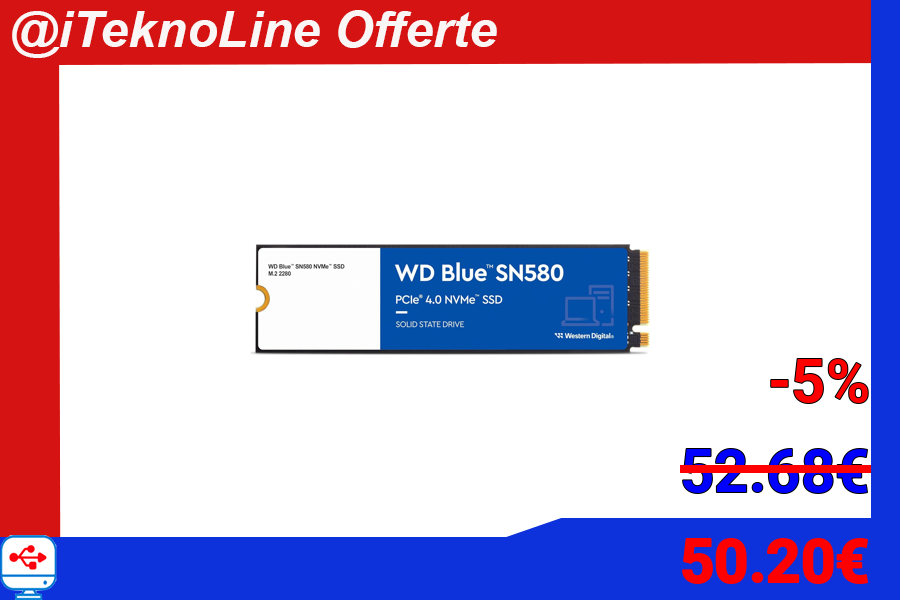 @iTeknoLine Offerte
WD Blue™ SN580 NVMe™ SSD
M.2 2280
WD Blue™ SN580
PCIe® 4.0 NVMe™ SSD
SOLID STATE DRIVE
Western Digital®
-5%
52.68€
50.20€